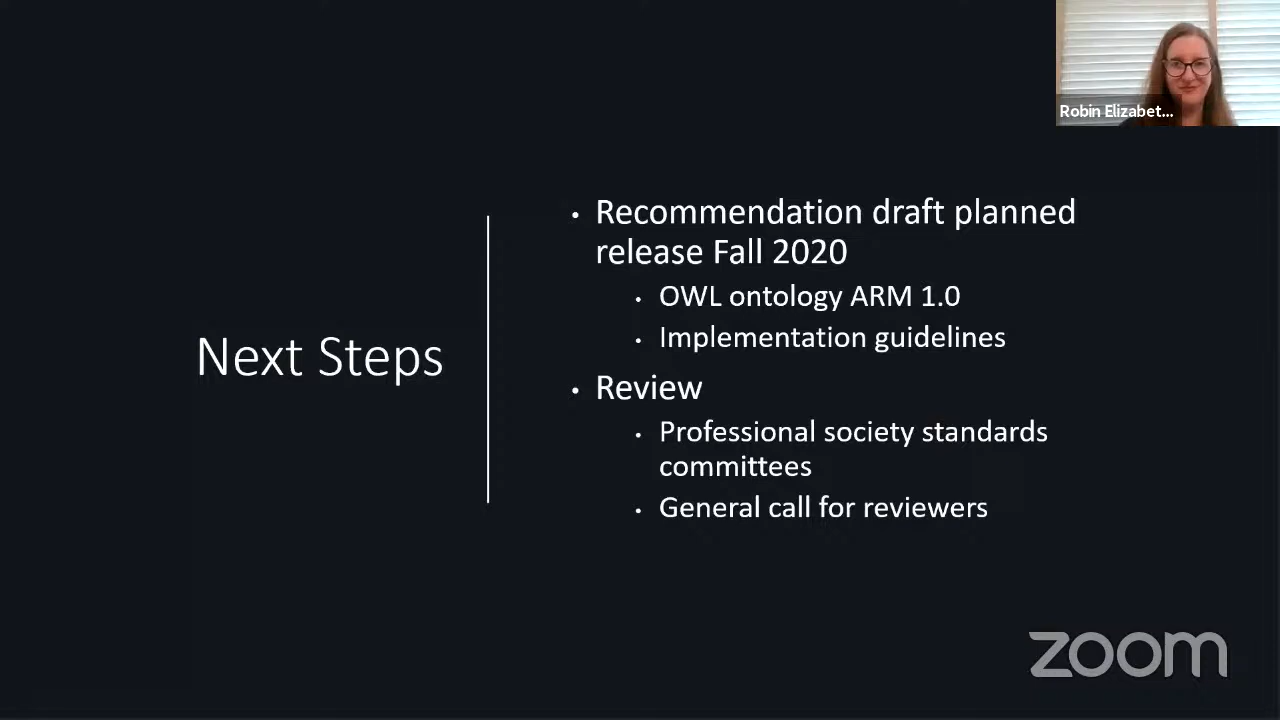 Robin Elizabet...
Next Steps
• Recommendation draft planned
release Fall 2020
• OWL ontology ARM 1.0
• Implementation guidelines
• Review
• Professional society standards
committees
• General call for reviewers
zoom